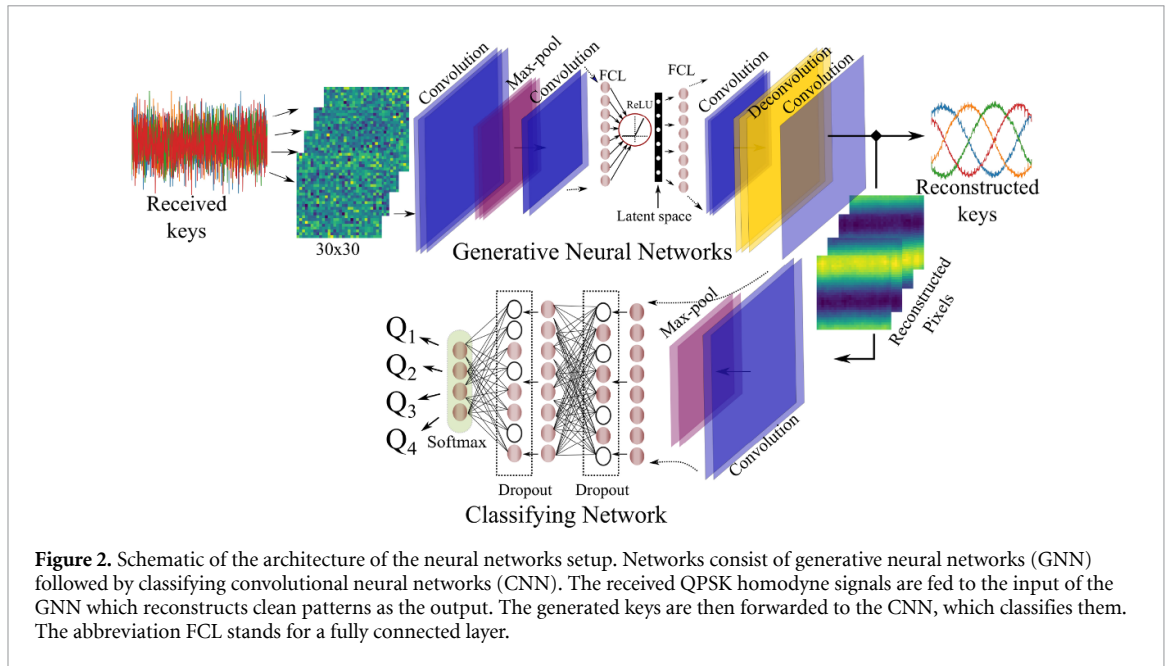 Received
keys
30x30
Convolution
Max-pool
Convolution
FCL
ReLU
Latent space
FCL
Convolution
Deconvolution
Convolution
Reconstructed
keys
Generative Neural Networks
Reconstructed
Pixels
Max-pool
Convolution
Q1
Q2
Q3
Q4
Softmax
Dropout
Dropout
Classifying Network
Figure 2. Schematic of the architecture of the neural networks setup. Networks consist of generative neural networks (GNN)
followed by classifying convolutional neural networks (CNN). The received QPSK homodyne signals are fed to the input of the
GNN which reconstructs clean patterns as the output. The generated keys are then forwarded to the CNN, which classifies them.
The abbreviation FCL stands for a fully connected layer.